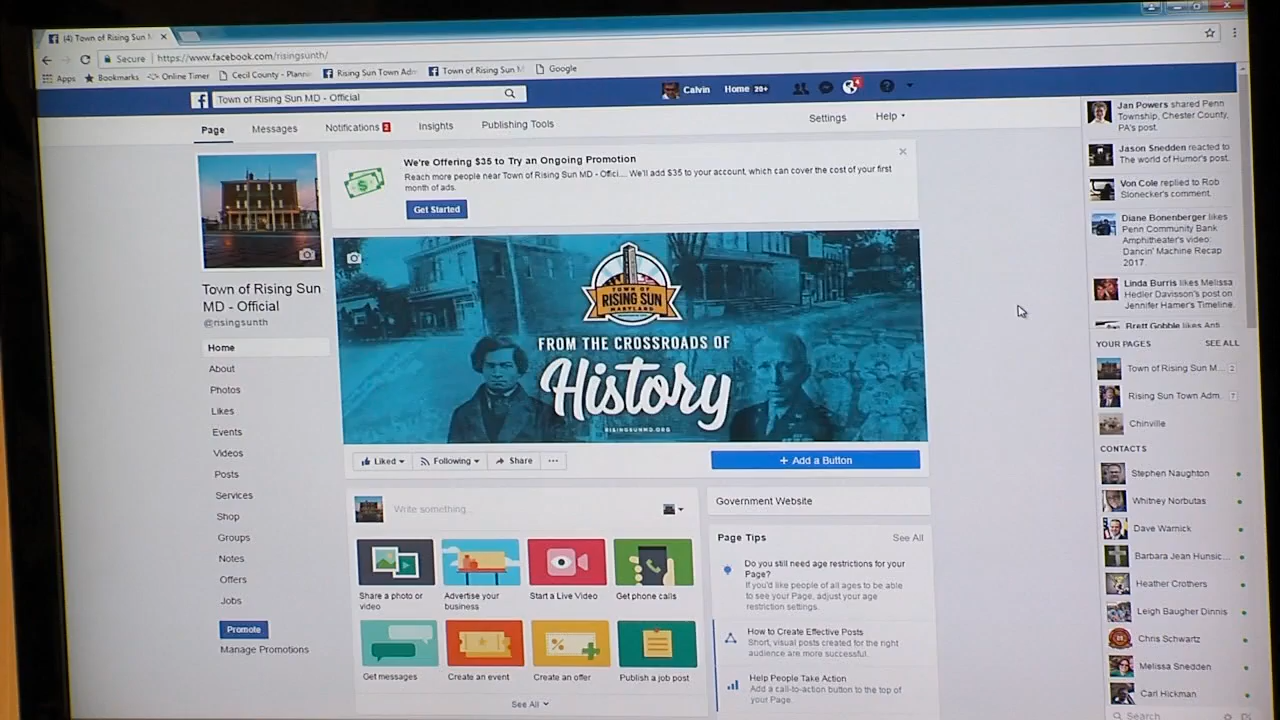 (4) Town of Rising Sun M
Secure | https://www.facebook.com/risingsunth/
Apps Bookmarks Online Timer Cecil County - Planni Rising Sun Town Adm Town of Rising Sun M Google
Town of Rising Sun MD - Official
Calvin Home 20+ 4
Page Messages Notifications 2 Insights Publishing Tools Settings Help
We're Offering $35 to Try an Ongoing Promotion
Reach more people near Town of Rising Sun MD - Offici.... We'll add $35 to your account, which can cover the cost of your first
month of ads.
Get Started
Town of Rising Sun
MD - Official
@risingsunth
Home
About
Photos
Likes
Events
Videos
Posts
Services
Shop
Groups
Notes
Offers
Jobs
Promote
Manage Promotions
TOWN OF
RISING SUN
MARYLAND
FROM THE CROSSROADS OF
History
RISINGSUNMD.ORG
Liked Following Share ...
+ Add a Button
Write something...
Share a photo or
video
Advertise your
business
Start a Live Video
Get phone calls
Get messages
Create an event
Create an offer
Publish a job post
See All
Government Website
Page Tips See All
Do you still need age restrictions for your
Page?
If you'd like people of all ages to be able
to see your Page, adjust your age
restriction settings.
How to Create Effective Posts
Short, visual posts created for the right
audience are more successful.
Help People Take Action
Add a call-to-action button to the top of
your Page.
Jan Powers shared Penn
Township, Chester County,
PA's post.
Jason Snedden reacted to
The world of Humor's post.
Von Cole replied to Rob
Slonecker's comment.
Diane Bonenberger likes
Penn Community Bank
Amphitheater's video:
Dancin' Machine Recap
2017.
Linda Burris likes Melissa
Hedler Davisson's post on
Jennifer Hamer's Timeline.
Brett Gobble likes Anti
YOUR PAGES SEE ALL
Town of Rising Sun M... 2
Rising Sun Town Adm. 7
Chinville
CONTACTS
Stephen Naughton
Whitney Norbutas
Dave Warnick
Barbara Jean Hunsic...
Heather Crothers
Leigh Baugher Dinnis
Chris Schwartz
Melissa Snedden
Carl Hickman
Search